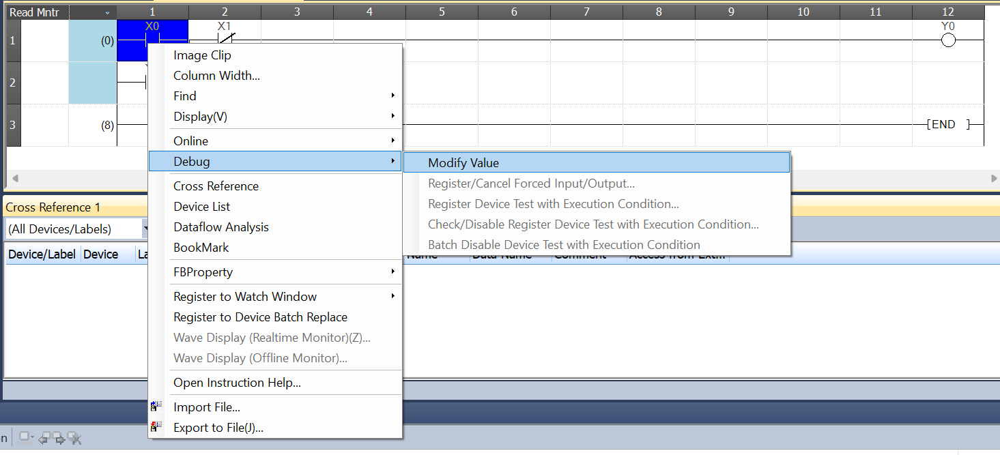 Read Mntr 1 2 3 4 5 6 7 8 9 10 11 12
X0 X1 Y0
1 (0)
2
3 (8) [END ]
Image Clip
Column Width...
Find
Display(V)
Online
Debug
Modify Value
Register/Cancel Forced Input/Output...
Register Device Test with Execution Condition...
Check/Disable Register Device Test with Execution Condition...
Batch Disable Device Test with Execution Condition
Cross Reference
Device List
Dataflow Analysis
BookMark
FBProperty
Register to Watch Window
Register to Device Batch Replace
Wave Display (Realtime Monitor)(Z)...
Wave Display (Offline Monitor)...
Open Instruction Help...
Import File...
Export to File(J)...
Cross Reference 1
(All Devices/Labels)
Device/Label Device La Name Data Name Comment Access from Ext...
n